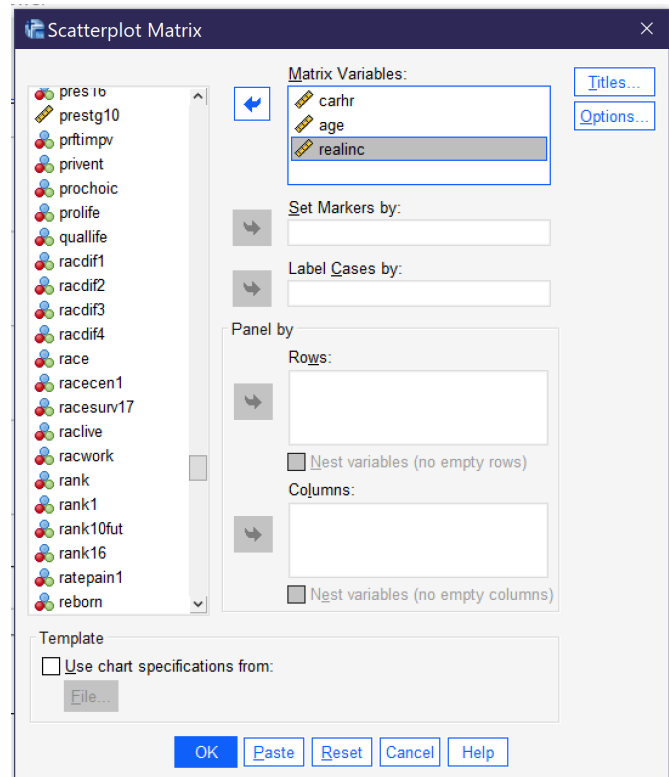 Scatterplot Matrix
pres16
prestg10
prftimpv
privent
prochoic
prolife
quallife
racdif1
racdif2
racdif3
racdif4
race
racecen1
racesurv17
raclive
racwork
rank
rank1
rank10fut
rank16
ratepain1
reborn
Matrix Variables:
carhr
age
realinc
Set Markers by:
Label Cases by:
Panel by
Rows:
Nest variables (no empty rows)
Columns:
Nest variables (no empty columns)
Titles...
Options...
Template
Use chart specifications from:
File...
OK Paste Reset Cancel Help